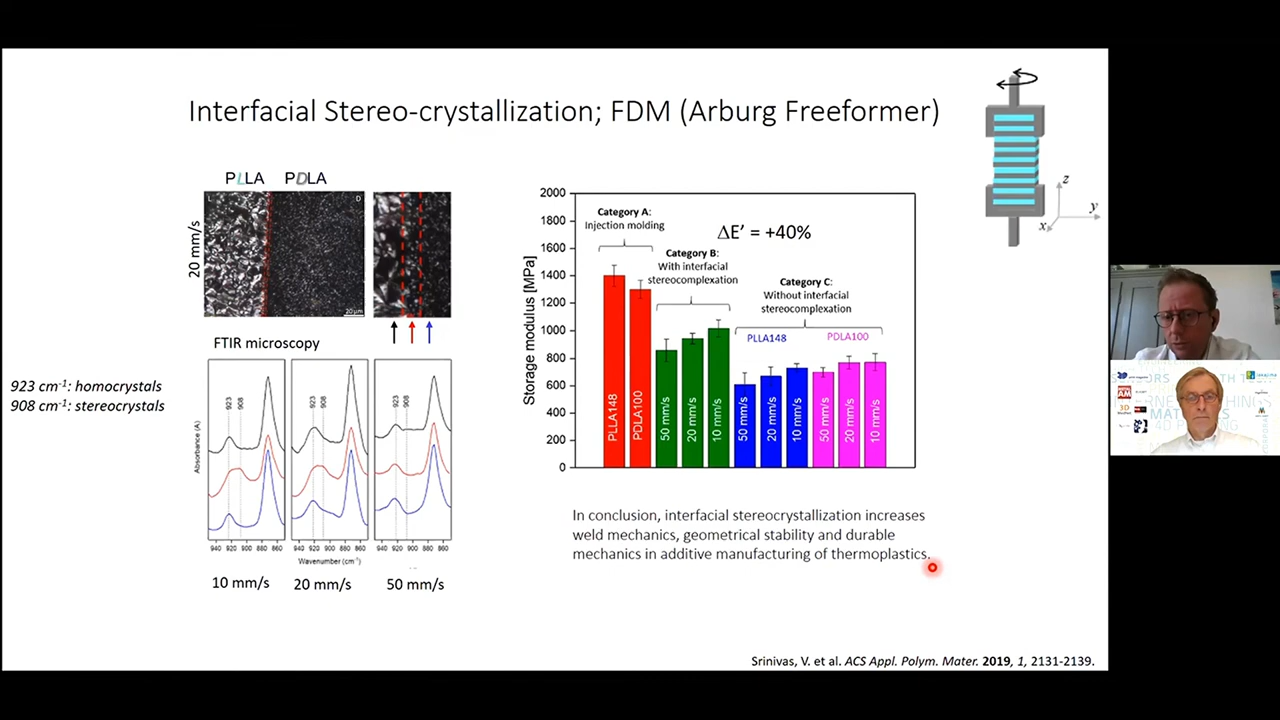 Interfacial Stereo-crystallization; FDM (Arburg Freeformer)
PLLA PDLA
L D
20 mm/s
20 µm
FTIR microscopy
923 cm-1: homocrystals
908 cm-1: stereocrystals
923 908 923 908 923 908
Absorbance (A)
940 920 900 880 860 940 920 900 880 860 940 920 900 880 860
Wavenumber (cm-1)
10 mm/s 20 mm/s 50 mm/s
Storage modulus [MPa]
2000
1800
1600
1400
1200
1000
800
600
400
200
0
Category A:
Injection molding
ΔE’ = +40%
Category B:
With interfacial
stereocomplexation
Category C:
Without interfacial
stereocomplexation
PLLA148 PDLA100
PLLA148
PDLA100
50 mm/s
20 mm/s
10 mm/s
50 mm/s
20 mm/s
10 mm/s
50 mm/s
20 mm/s
10 mm/s
In conclusion, interfacial stereocrystallization increases
weld mechanics, geometrical stability and durable
mechanics in additive manufacturing of thermoplastics.
Srinivas, V. et al. ACS Appl. Polym. Mater. 2019, 1, 2131-2139.
z
y
x
AM
3D